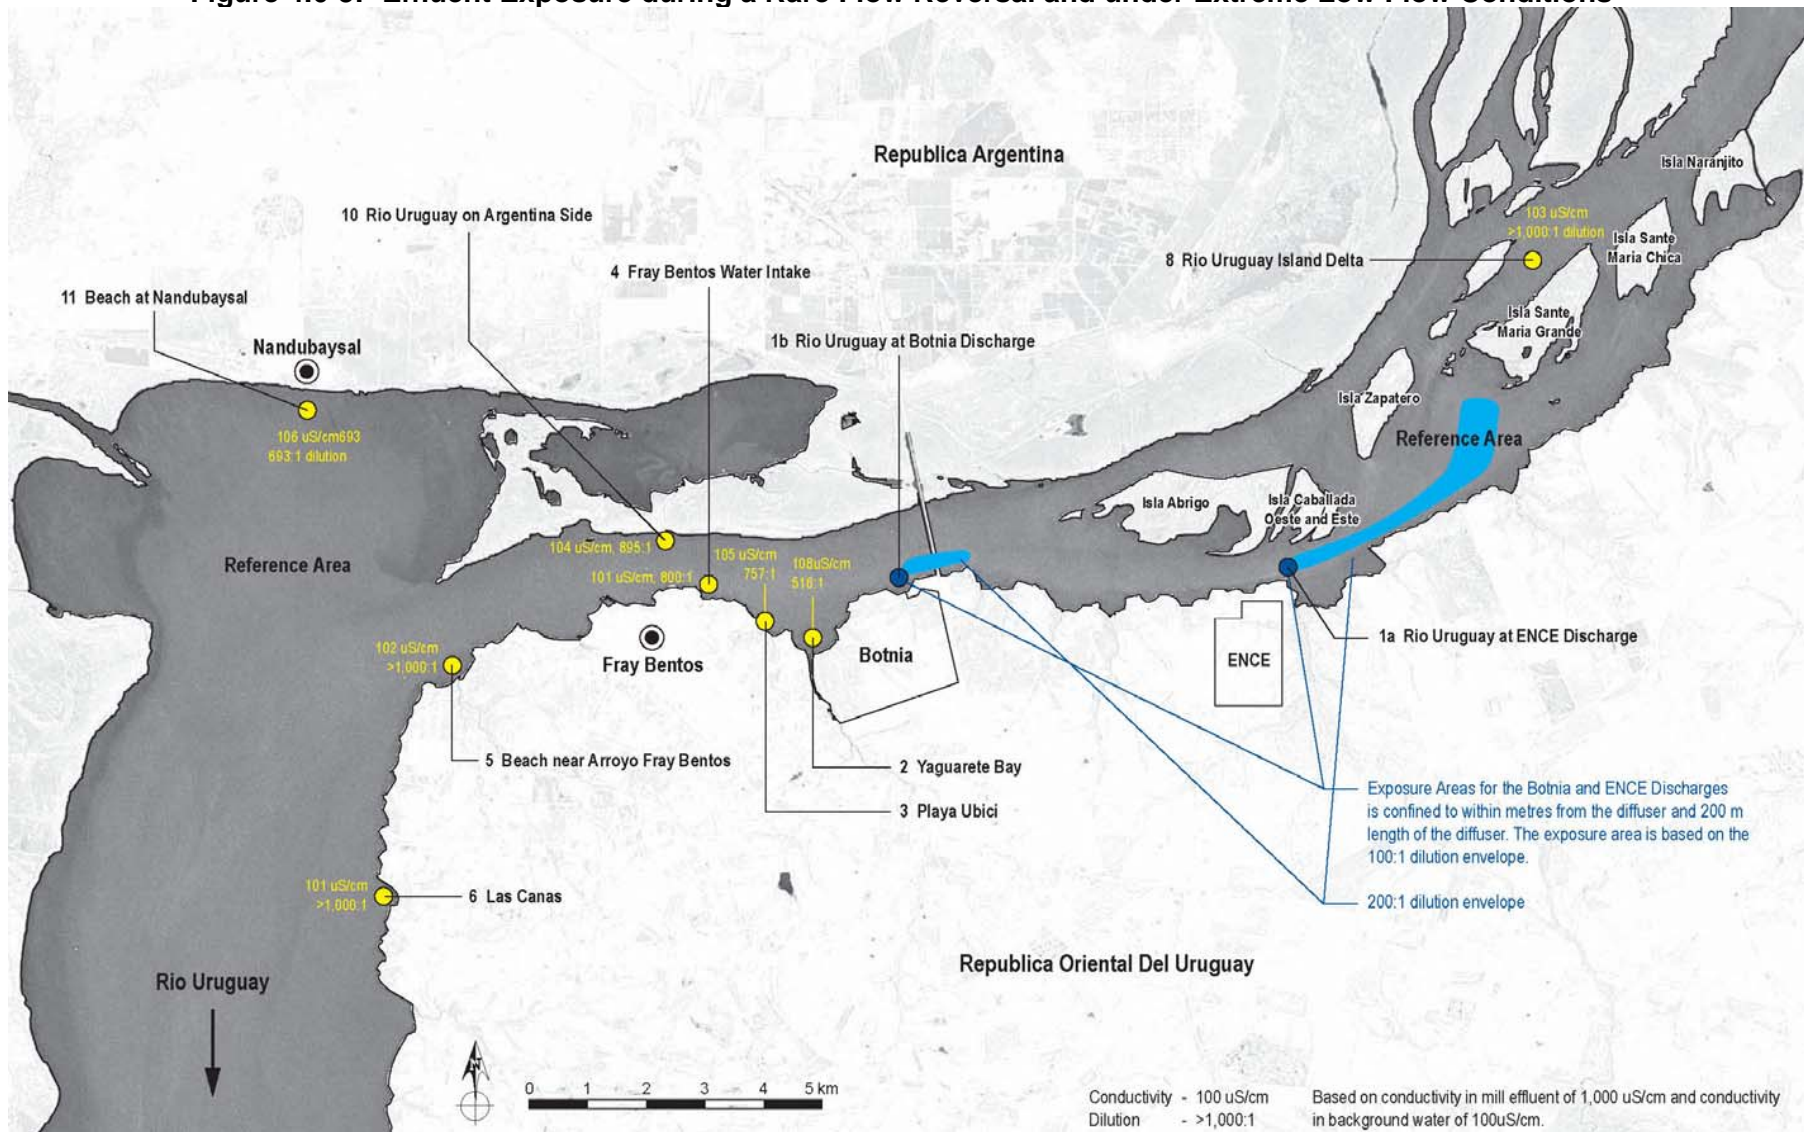 Figure 4.6-5: Effluent Exposure during a Rare Flow Reversal and under Extreme Low Flow Conditions
Republica Argentina
Isla Naranjito
10 Rio Uruguay on Argentina Side
103 uS/cm
>1,000:1 dilution
Isla Sante
Maria Chica
4 Fray Bentos Water Intake
8 Rio Uruguay Island Delta
11 Beach at Nandubaysal
Isla Sante
Maria Grande
Nandubaysal
1b Rio Uruguay at Botnia Discharge
Isla Zapatero
106 uS/cm693
693:1 dilution
Reference Area
Isla Abrigo
Isla Caballada
Oeste and Este
104 uS/cm, 895:1
105 uS/cm
757:1
108uS/cm
516:1
101 uS/cm, 800:1
Reference Area
102 uS/cm
>1,000:1
Fray Bentos
Botnia
ENCE
1a Rio Uruguay at ENCE Discharge
5 Beach near Arroyo Fray Bentos
2 Yaguarete Bay
3 Playa Ubici
Exposure Areas for the Botnia and ENCE Discharges
is confined to within metres from the diffuser and 200 m
length of the diffuser. The exposure area is based on the
100:1 dilution envelope.
101 uS/cm
>1,000:1
6 Las Canas
200:1 dilution envelope
Republica Oriental Del Uruguay
Rio Uruguay
N
0 1 2 3 4 5 km
Conductivity - 100 uS/cm
Dilution - >1,000:1
Based on conductivity in mill effluent of 1,000 uS/cm and conductivity
in background water of 100uS/cm.